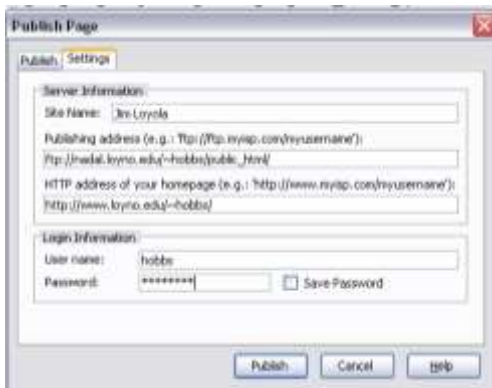 Publish Page
Publish Settings
Server Information
Site Name: Jim Loyola
Publishing address (e.g.: 'ftp://ftp.myisp.com/myusername'):
ftp://nadal.loyno.edu/~hobbs/public_html/
HTTP address of your homepage (e.g.: 'http://www.myisp.com/myusername'):
http://www.loyno.edu/~hobbs/
Login Information
User name: hobbs
Password: ******** Save Password
Publish Cancel Help